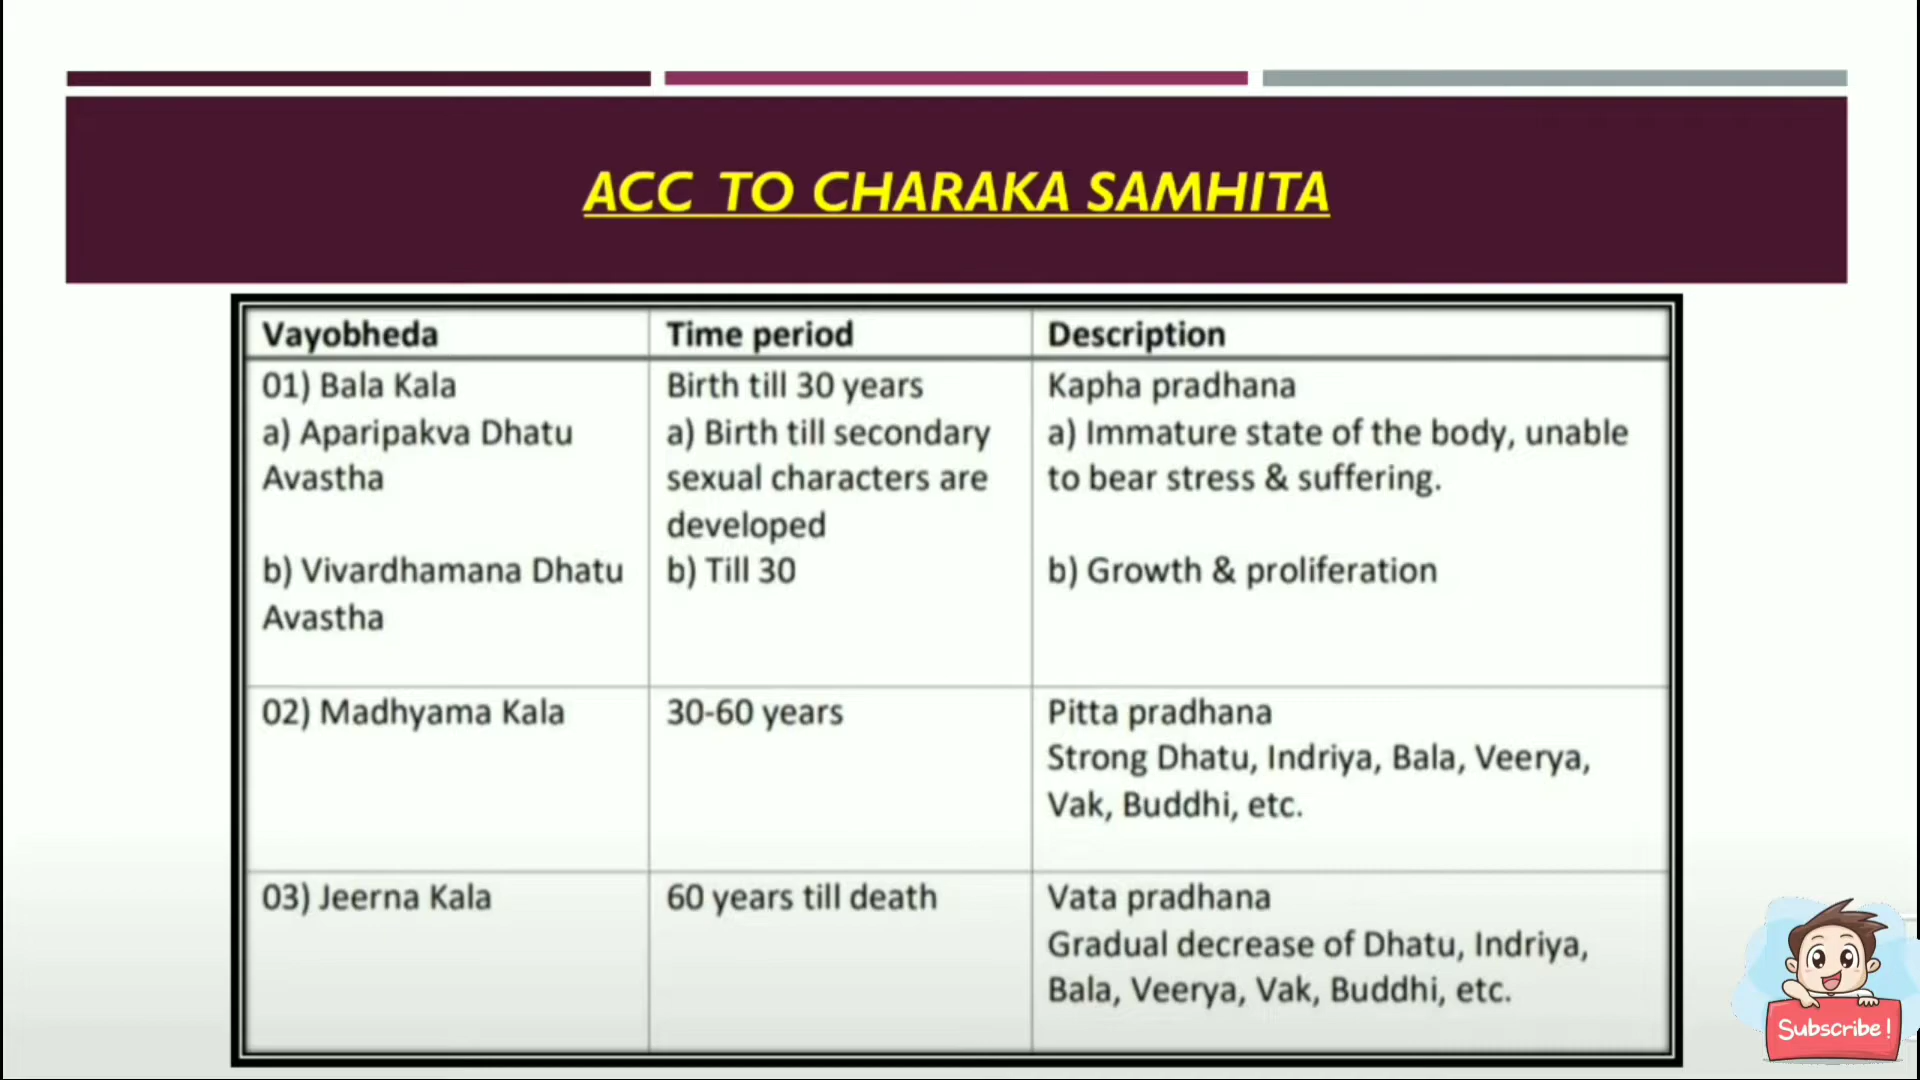 ACC TO CHARAKA SAMHITA
Vayobheda
Time period
Description
01) Bala Kala
a) Aparipakva Dhatu
Avastha
b) Vivardhamana Dhatu
Avastha
Birth till 30 years
a) Birth till secondary
sexual characters are
developed
b) Till 30
Kapha pradhana
a) Immature state of the body, unable
to bear stress & suffering.
b) Growth & proliferation
02) Madhyama Kala
30-60 years
Pitta pradhana
Strong Dhatu, Indriya, Bala, Veerya,
Vak, Buddhi, etc.
03) Jeerna Kala
60 years till death
Vata pradhana
Gradual decrease of Dhatu, Indriya,
Bala, Veerya, Vak, Buddhi, etc.
Subscribe!